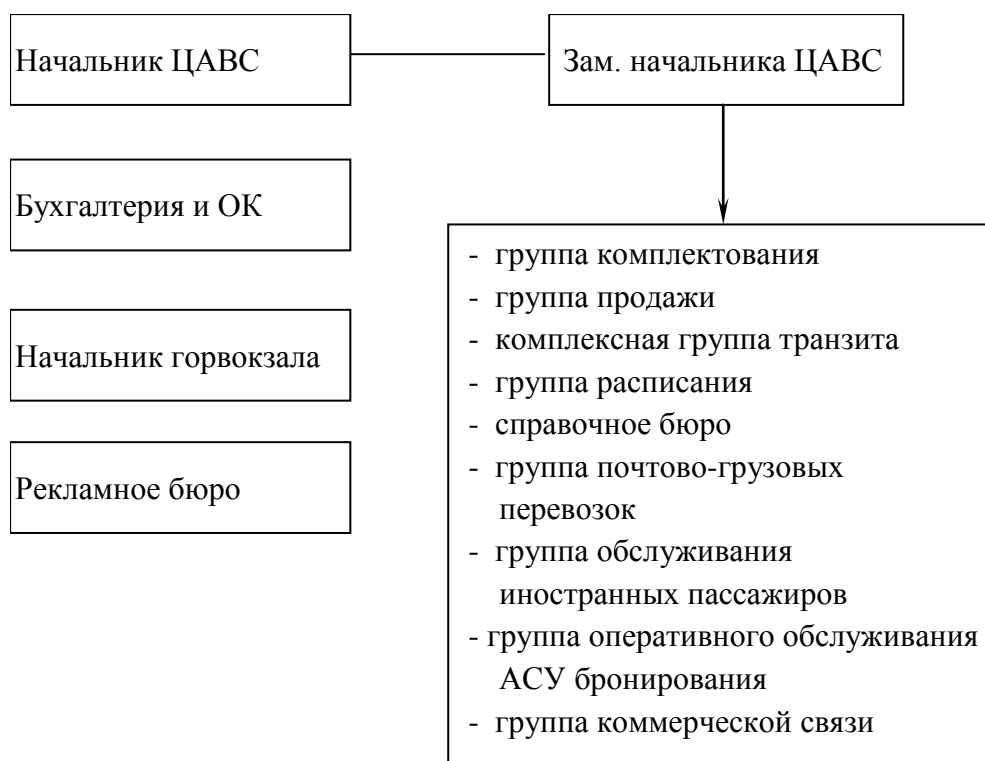 Начальник ЦАВС
Зам. начальника ЦАВС
Бухгалтерия и ОК
Начальник горвокзала
Рекламное бюро
- группа комплектования
- группа продажи
- комплексная группа транзита
- группа расписания
- справочное бюро
- группа почтово-грузовых
перевозок
- группа обслуживания
иностранных пассажиров
- группа оперативного обслуживания
АСУ бронирования
- группа коммерческой связи